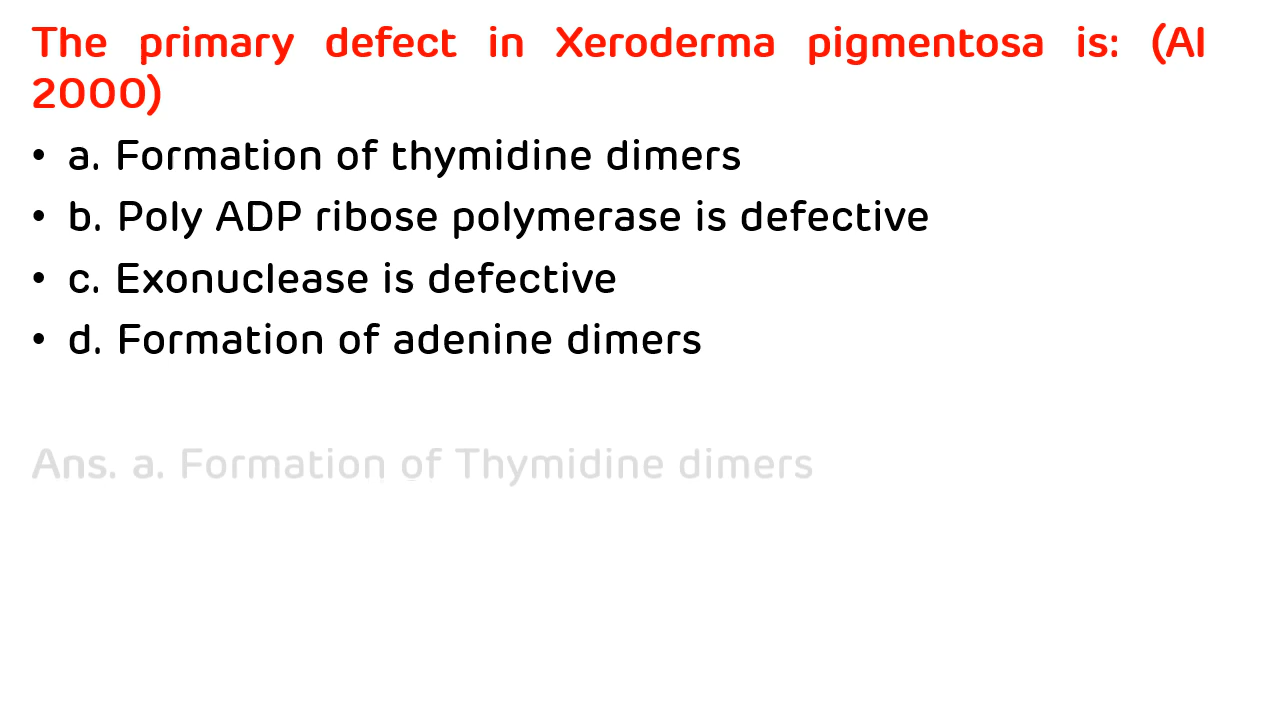 The primary defect in Xeroderma pigmentosa is: (AI
2000)
• a. Formation of thymidine dimers
• b. Poly ADP ribose polymerase is defective
• c. Exonuclease is defective
• d. Formation of adenine dimers
Ans. a. Formation of Thymidine dimers